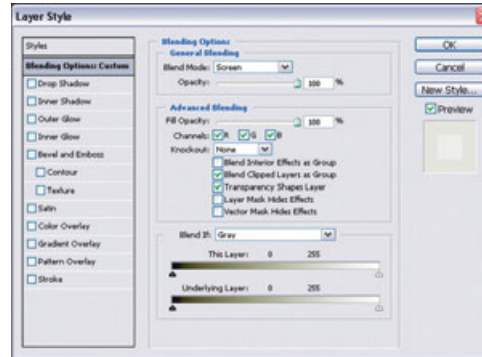 Layer Style
Styles
Blending Options: Custom
Drop Shadow
Inner Shadow
Outer Glow
Inner Glow
Bevel and Emboss
Contour
Texture
Satin
Color Overlay
Gradient Overlay
Pattern Overlay
Stroke
Blending Options
General Blending
Blend Mode: Screen
Opacity: 100 %
Advanced Blending
Fill Opacity: 100 %
Channels: R G B
Knockout: None
Blend Interior Effects as Group
Blend Clipped Layers as Group
Transparency Shapes Layer
Layer Mask Hides Effects
Vector Mask Hides Effects
Blend If: Gray
This Layer: 0 255
Underlying Layer: 0 255
OK
Cancel
New Style...
Preview